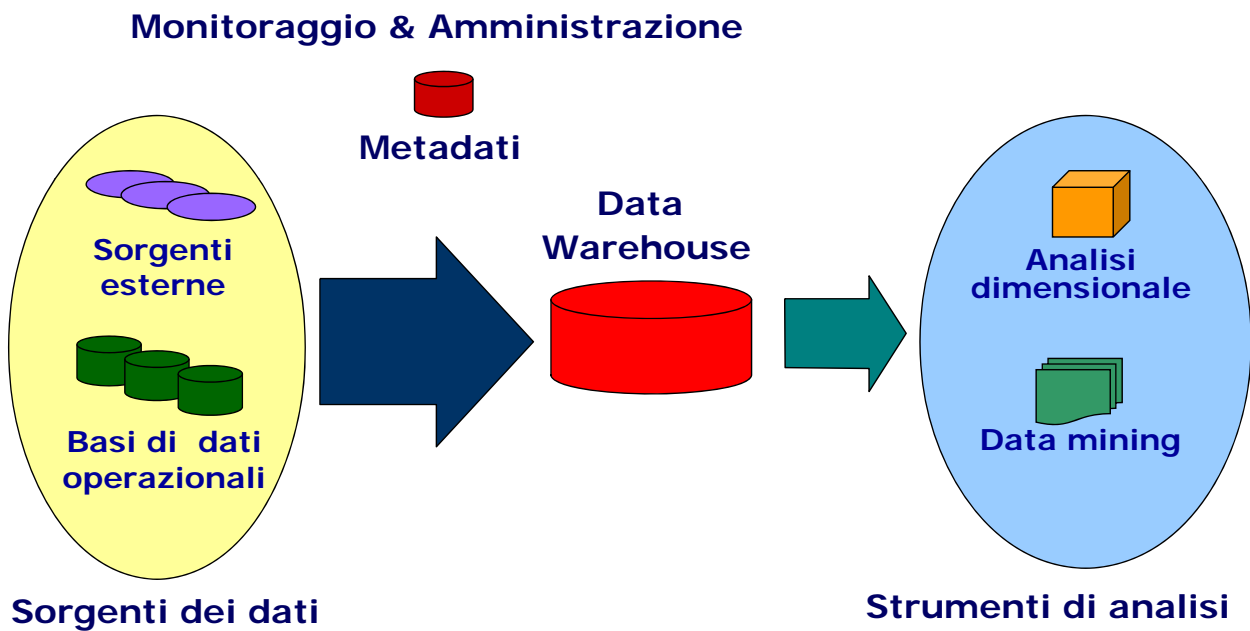 Monitoraggio & Amministrazione
Metadati
Sorgenti
esterne
Basi di dati
operazionali
Sorgenti dei dati
Data
Warehouse
Analisi
dimensionale
Data mining
Strumenti di analisi